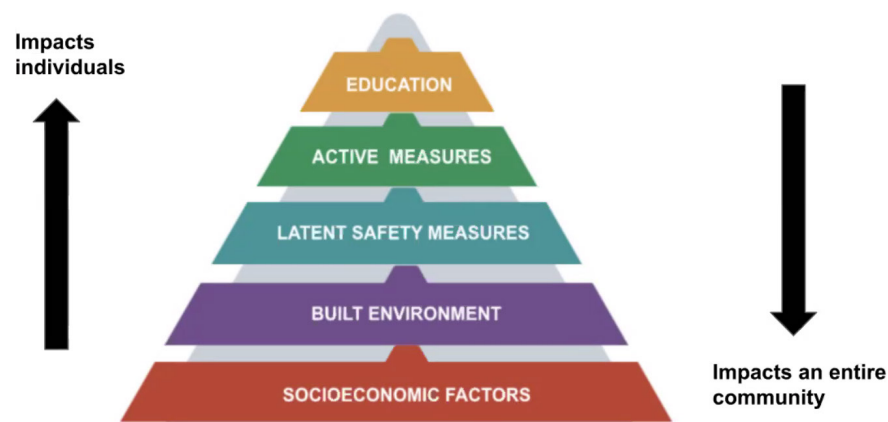 Impacts
individuals
EDUCATION
ACTIVE MEASURES
LATENT SAFETY MEASURES
BUILT ENVIRONMENT
SOCIOECONOMIC FACTORS
Impacts an entire
community